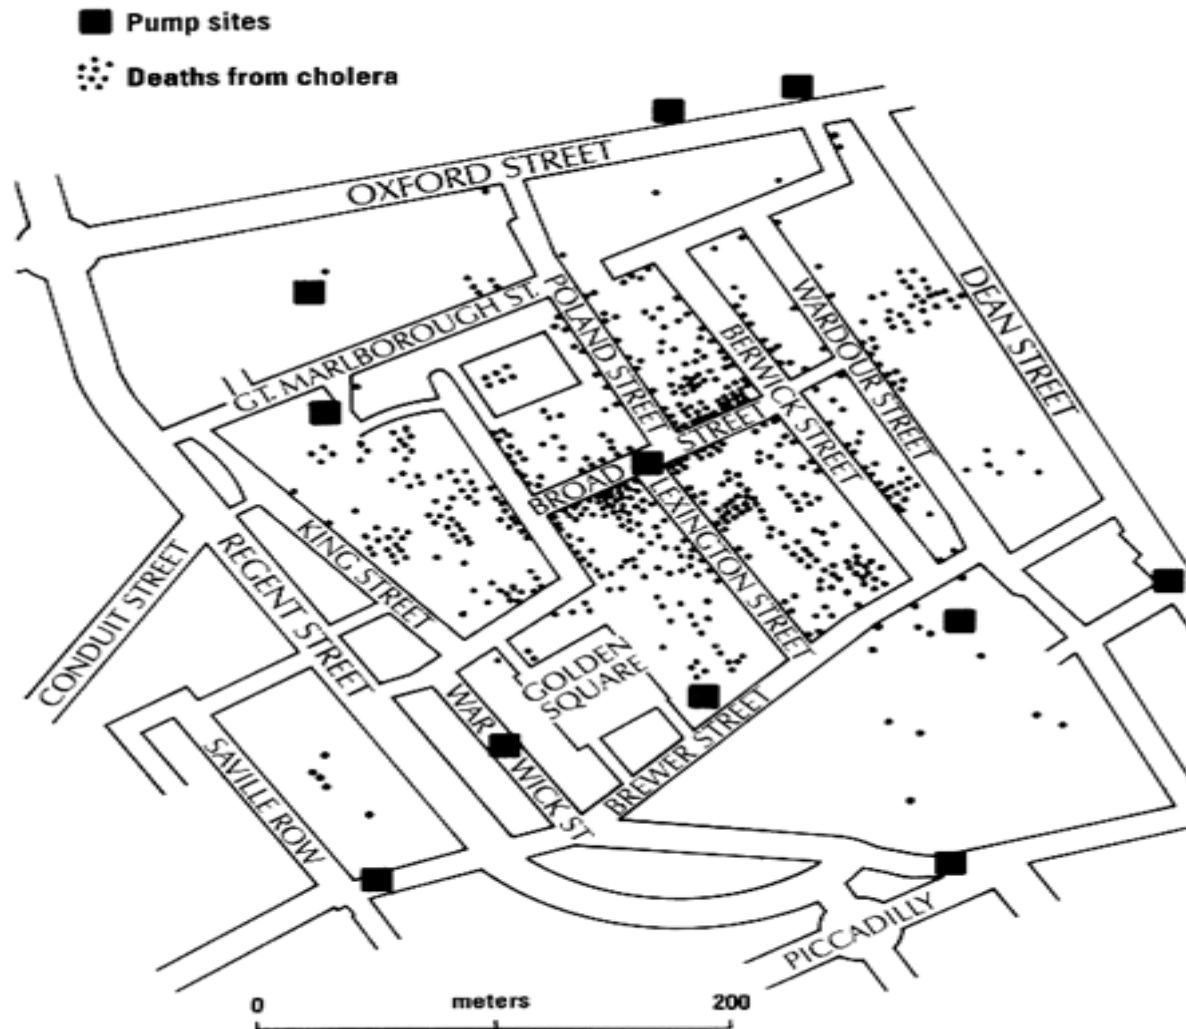 Pump sites
Deaths from cholera
OXFORD STREET
GT. MARLBOROUGH ST.
POLAND STREET
BERWICK STREET
WARDOUR STREET
DEAN STREET
BROAD STREET
LEXINGTON STREET
KING STREET
REGENT STREET
CONDUIT STREET
GOLDEN
SQUARE
WARWICK ST
BREWER STREET
SAVILLE ROW
PICCADILLY
0 meters 200